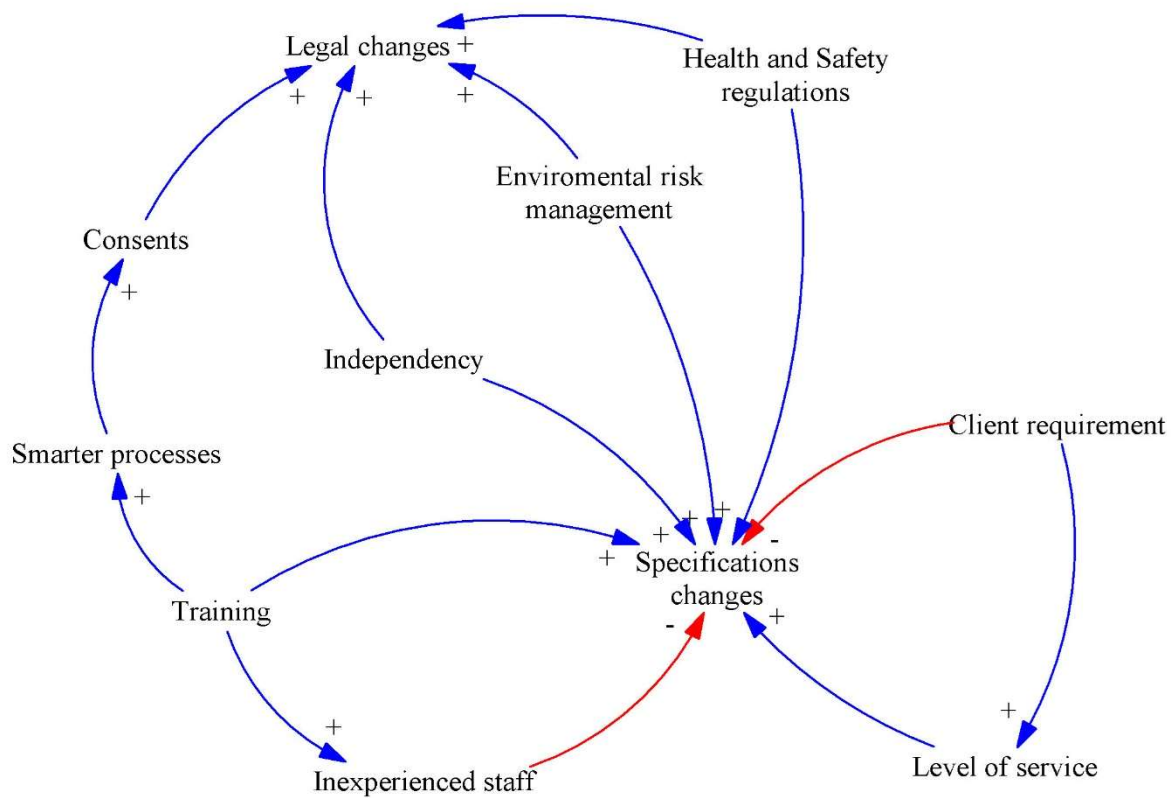 Legal changes
+
Health and Safety
regulations
+
+
+
Enviromental risk
management
Consents
+
Independency
Client requirement
Smarter processes
+
+
+
+
+
-
Specifications
changes
Training
-
+
+
+
Inexperienced staff
Level of service